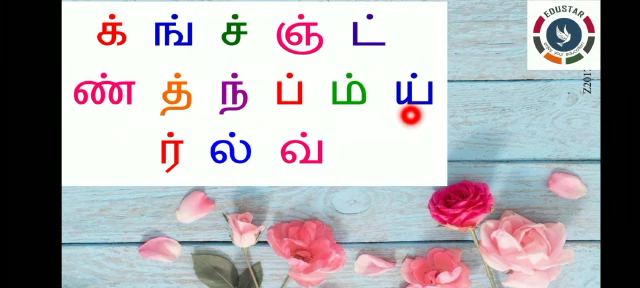 க் ங் ச் ஞ் ட்
ண் த் ந் ப் ம் ய்
ர் ல் வ்
EDUSTAR